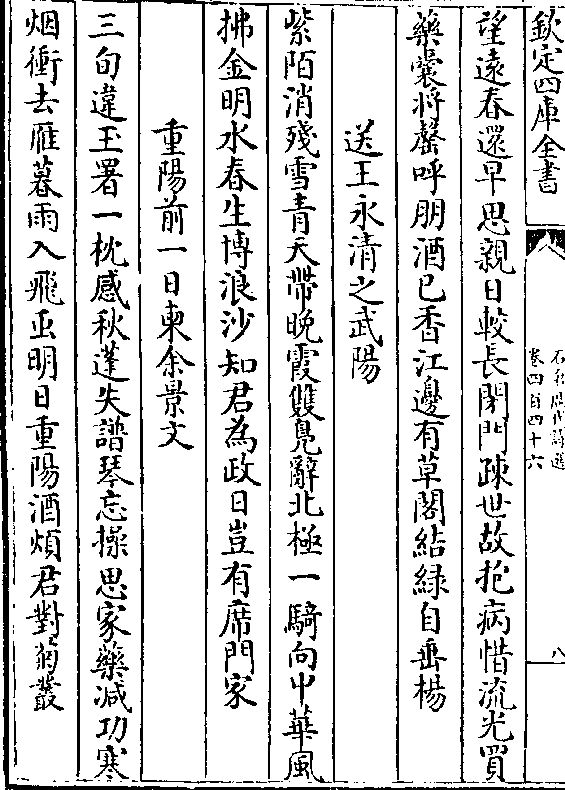 欽定四庫全書
石倉歷代詩選
卷四百四十六
八
望遠春還早思親日較長閉門疎世故抱病惜流光買
藥囊將罄呼朋酒已香江邊有草閣結綠自垂楊
送王永清之武陽
紫陌消殘雪青天帶晚霞雙鳬辭北極一騎向中華風
拂金明水春生博浪沙知君為政日豈有席門家
重陽前一日柬余景文
三旬違玉署一枕感秋蓬失譜琴忘操思家藥減功寒
烟衝去雁暮雨入飛虫明日重陽酒煩君對菊叢